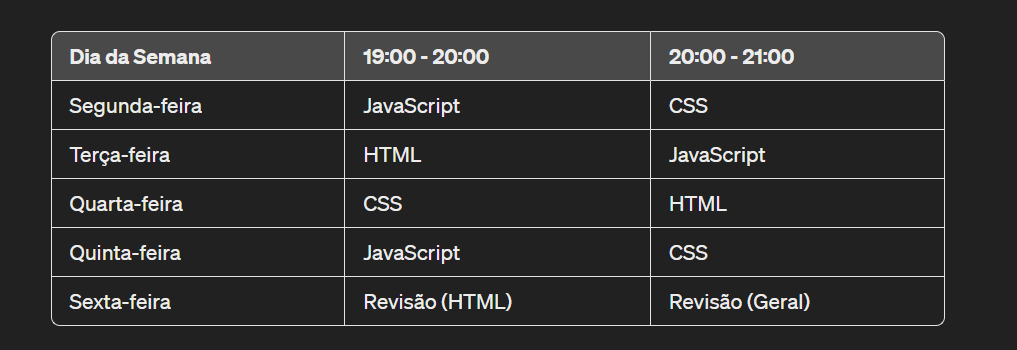 Dia da Semana 19:00 - 20:00 20:00 - 21:00
Segunda-feira JavaScript CSS
Terça-feira HTML JavaScript
Quarta-feira CSS HTML
Quinta-feira JavaScript CSS
Sexta-feira Revisão (HTML) Revisão (Geral)